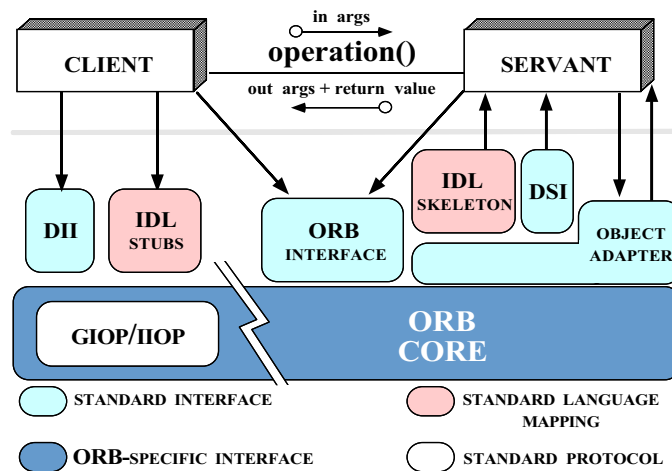 in args
operation()
out args + return value
CLIENT
SERVANT
DII
IDL
STUBS
ORB
INTERFACE
IDL
SKELETON
DSI
OBJECT
ADAPTER
GIOP/IIOP
ORB
CORE
STANDARD INTERFACE
STANDARD LANGUAGE
MAPPING
ORB-SPECIFIC INTERFACE
STANDARD PROTOCOL